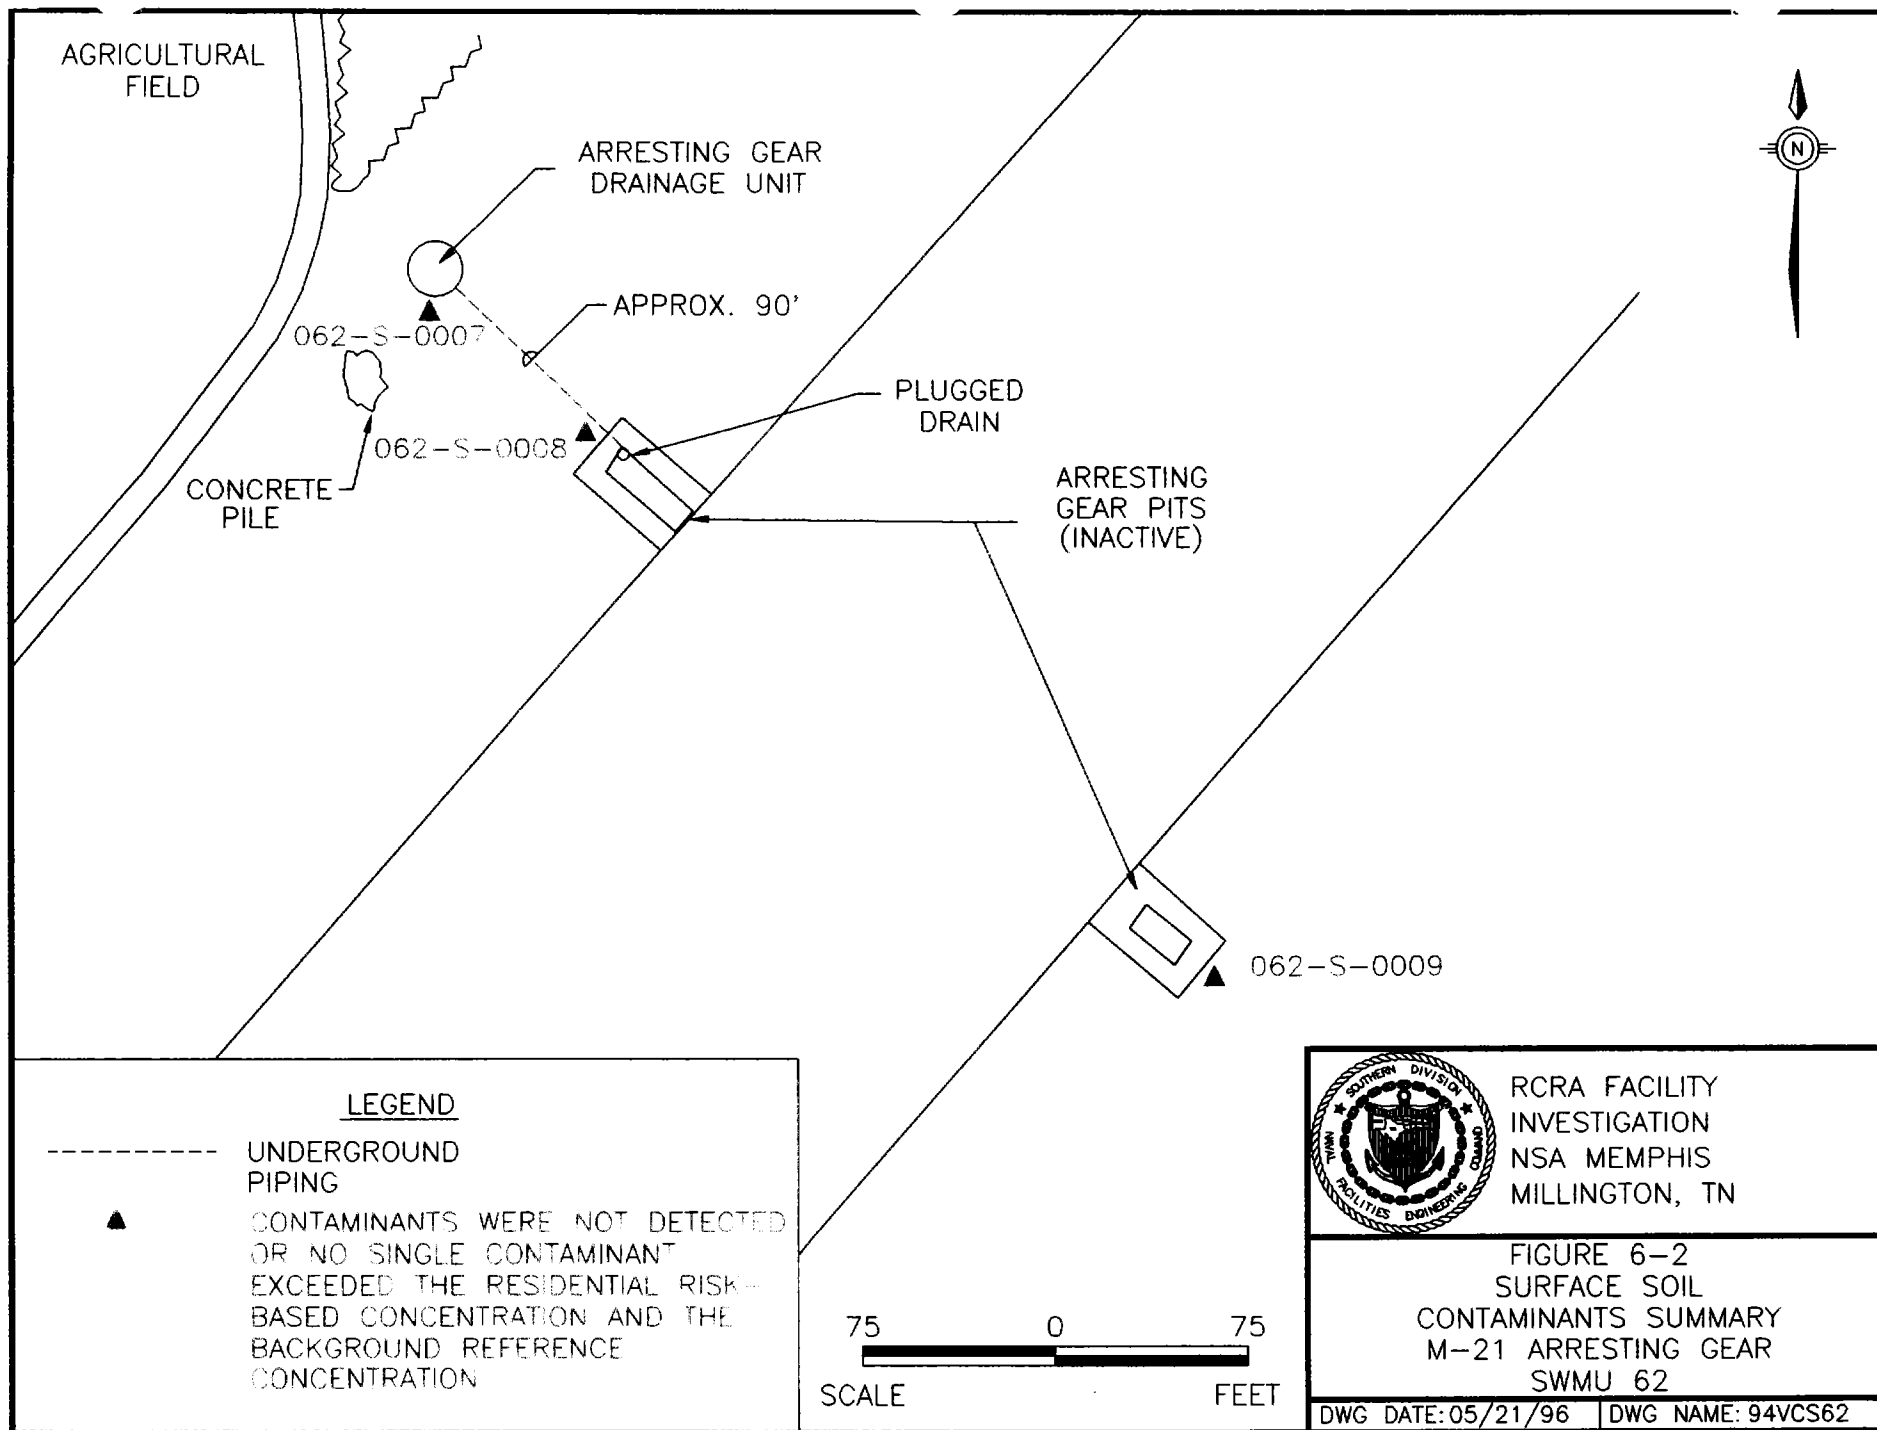 AGRICULTURAL
FIELD
ARRESTING GEAR
DRAINAGE UNIT
N
APPROX. 90'
062-S-0007
PLUGGED
DRAIN
062-S-0008
CONCRETE
PILE
ARRESTING
GEAR PITS
(INACTIVE)
062-S-0009
LEGEND
UNDERGROUND
PIPING
CONTAMINANTS WERE NOT DETECTED
OR NO SINGLE CONTAMINANT
EXCEEDED THE RESIDENTIAL RISK-
BASED CONCENTRATION AND THE
BACKGROUND REFERENCE
CONCENTRATION
75 0 75
SCALE FEET
SOUTHERN DIVISION
NAVAL FACILITIES ENGINEERING COMMAND
RCRA FACILITY
INVESTIGATION
NSA MEMPHIS
MILLINGTON, TN
FIGURE 6-2
SURFACE SOIL
CONTAMINANTS SUMMARY
M-21 ARRESTING GEAR
SWMU 62
DWG DATE: 05/21/96 DWG NAME: 94VCS62